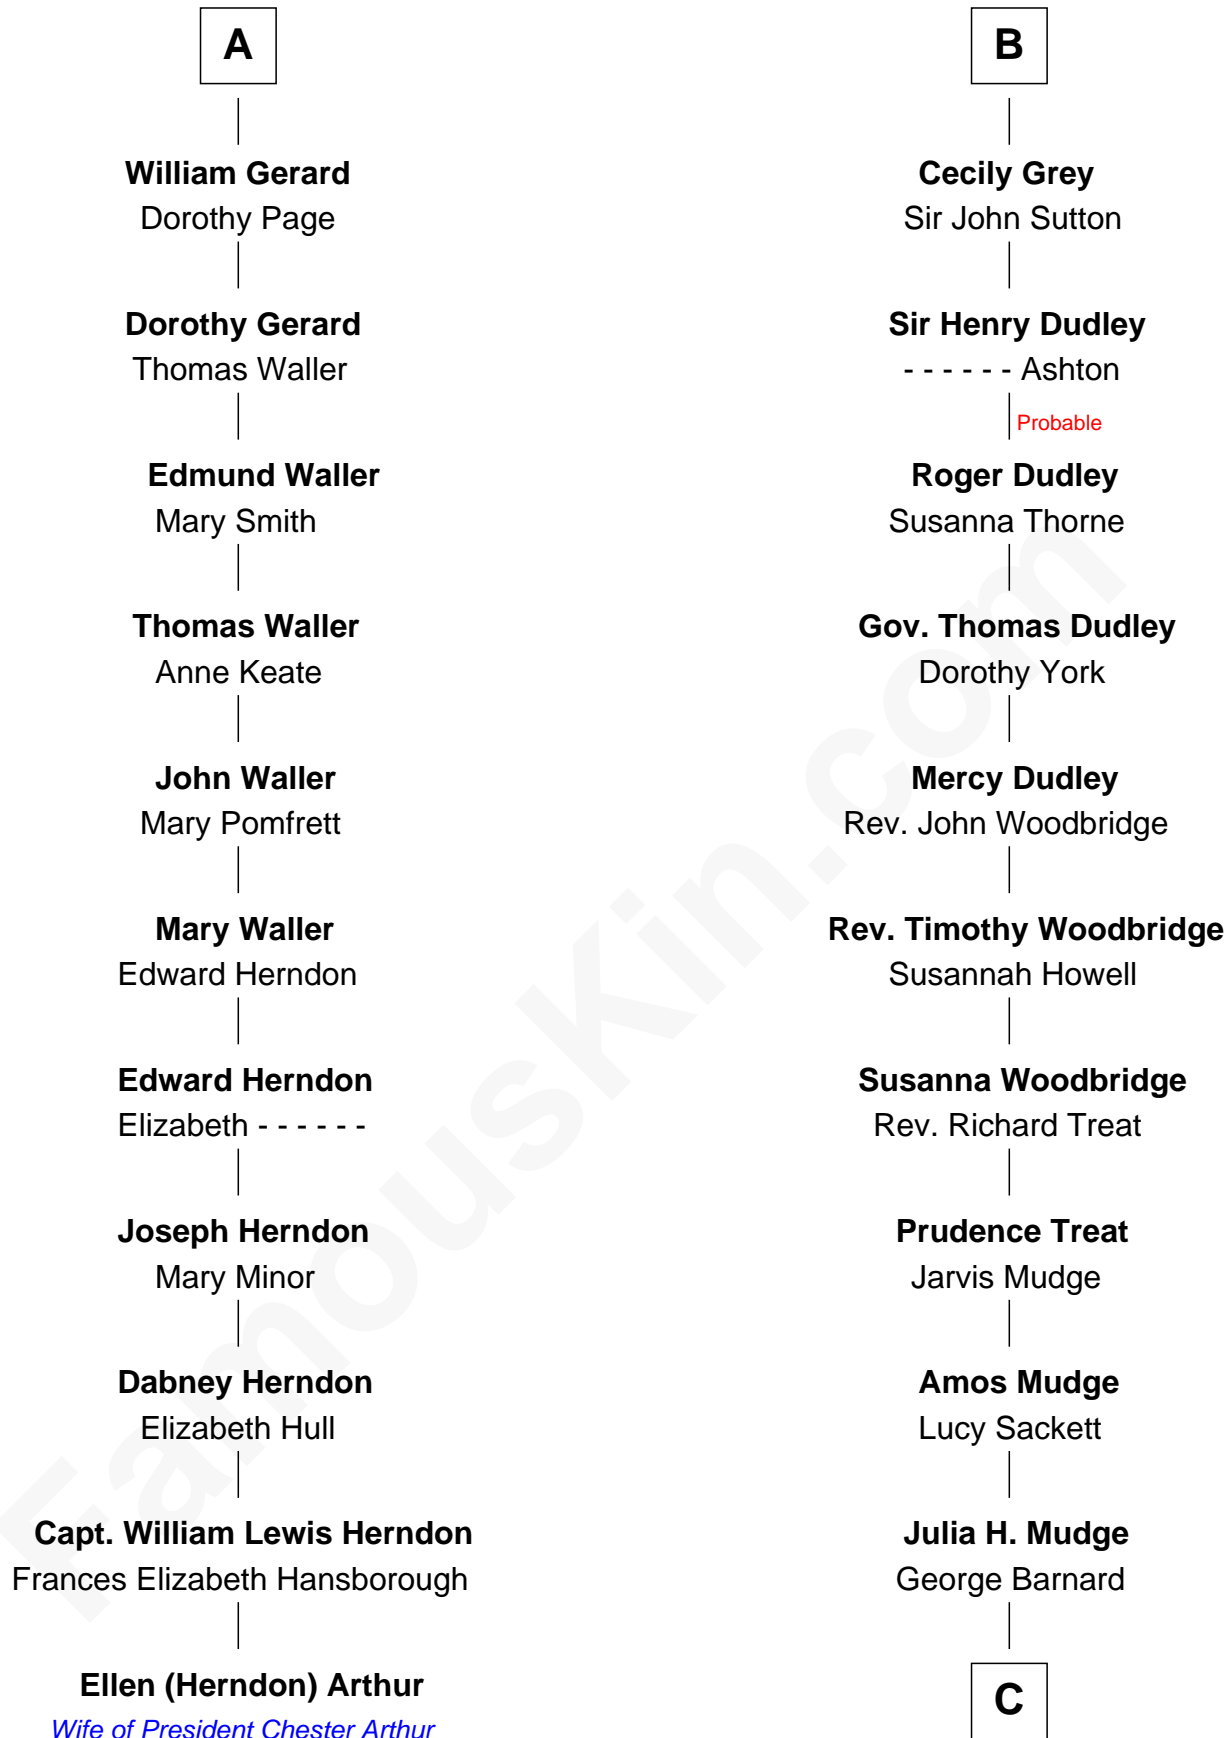 A
William Gerard
Dorothy Page
Dorothy Gerard
Thomas Waller
Edmund Waller
Mary Smith
Thomas Waller
Anne Keate
John Waller
Mary Pomfrett
Mary Waller
Edward Herndon
Edward Herndon
Elizabeth - - - - - -
Joseph Herndon
Mary Minor
Dabney Herndon
Elizabeth Hull
Capt. William Lewis Herndon
Frances Elizabeth Hansborough
Ellen (Herndon) Arthur
Wife of President Chester Arthur
B
Cecily Grey
Sir John Sutton
Sir Henry Dudley
- - - - - - Ashton
Probable
Roger Dudley
Susanna Thorne
Gov. Thomas Dudley
Dorothy York
Mercy Dudley
Rev. John Woodbridge
Rev. Timothy Woodbridge
Susannah Howell
Susanna Woodbridge
Rev. Richard Treat
Prudence Treat
Jarvis Mudge
Amos Mudge
Lucy Sackett
Julia H. Mudge
George Barnard
C
FamousKin.com